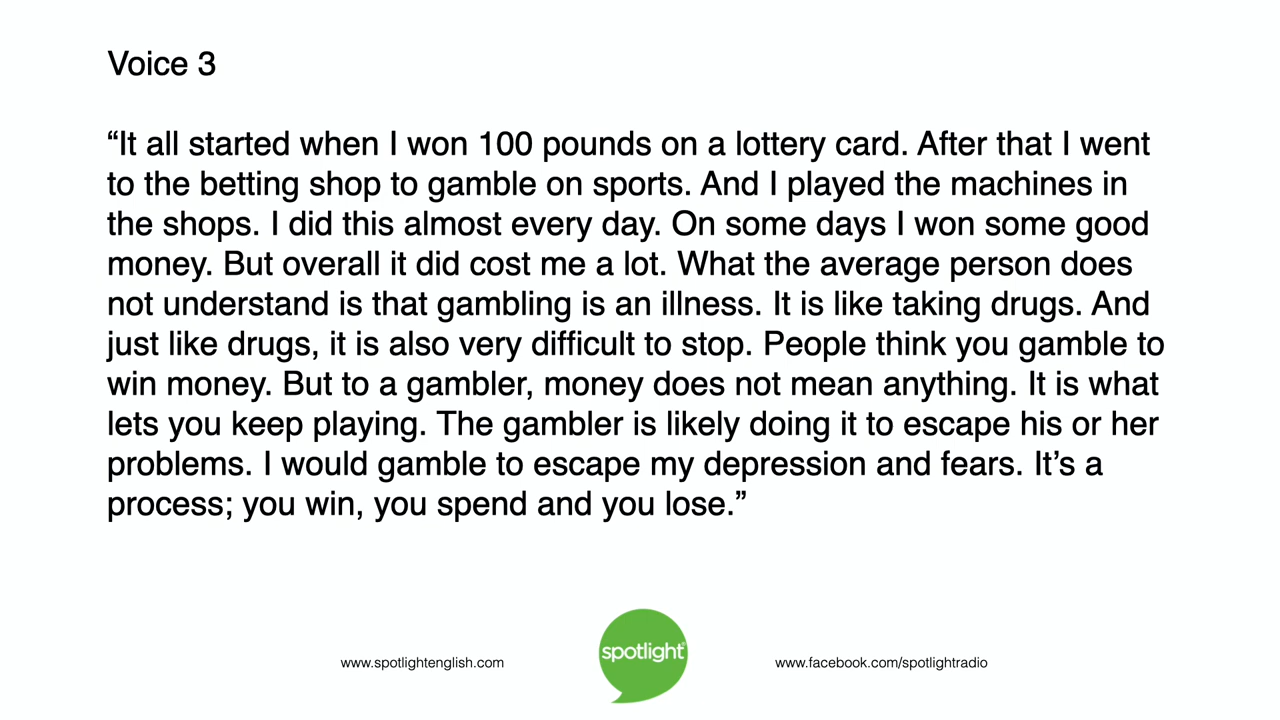 Voice 3
“It all started when I won 100 pounds on a lottery card. After that I went
to the betting shop to gamble on sports. And I played the machines in
the shops. I did this almost every day. On some days I won some good
money. But overall it did cost me a lot. What the average person does
not understand is that gambling is an illness. It is like taking drugs. And
just like drugs, it is also very difficult to stop. People think you gamble to
win money. But to a gambler, money does not mean anything. It is what
lets you keep playing. The gambler is likely doing it to escape his or her
problems. I would gamble to escape my depression and fears. It’s a
process; you win, you spend and you lose.”
www.spotlightenglish.com
spotlight®
www.facebook.com/spotlightradio